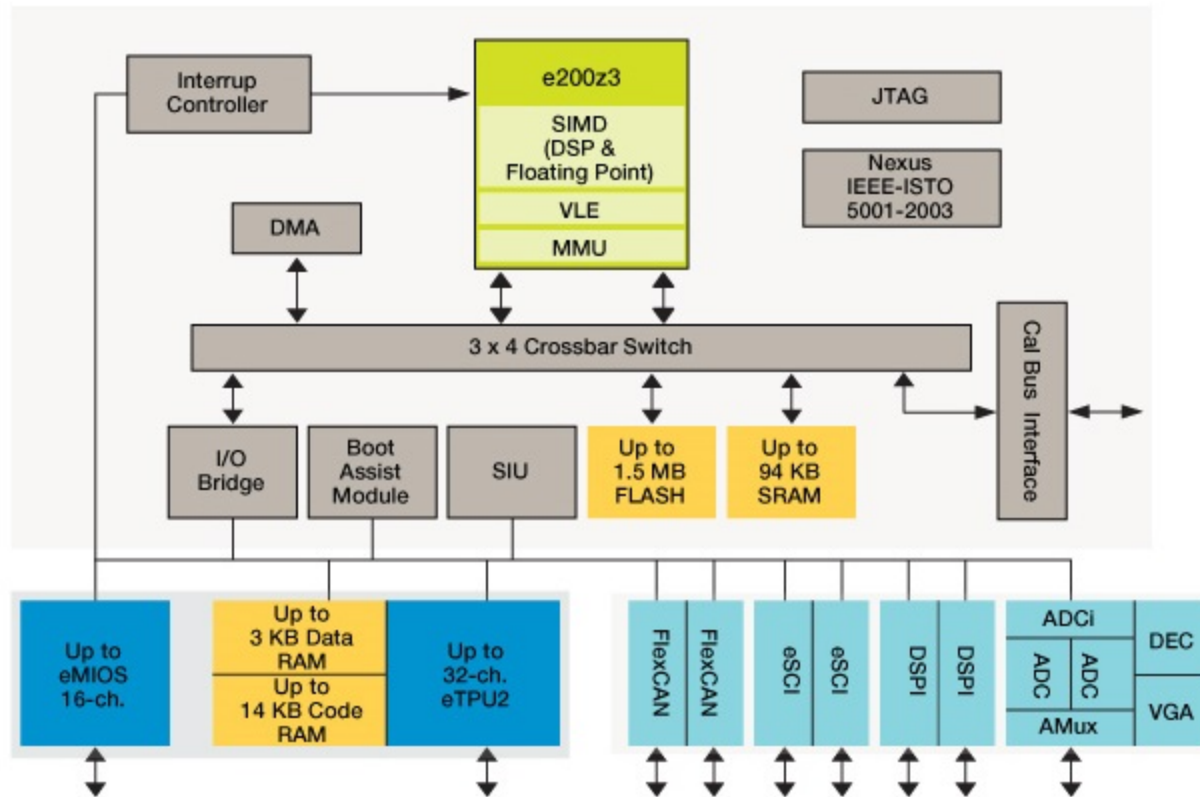 Interrup
Controller
e200z3
SIMD
(DSP &
Floating Point)
VLE
MMU
JTAG
Nexus
IEEE-ISTO
5001-2003
DMA
3 x 4 Crossbar Switch
Cal Bus Interface
I/O
Bridge
Boot
Assist
Module
SIU
Up to
1.5 MB
FLASH
Up to
94 KB
SRAM
Up to
eMIOS
16-ch.
Up to
3 KB Data
RAM
Up to
14 KB Code
RAM
Up to
32-ch.
eTPU2
FlexCAN
FlexCAN
eSCI
eSCI
DSPI
DSPI
ADCi
ADC
ADC
AMux
DEC
VGA